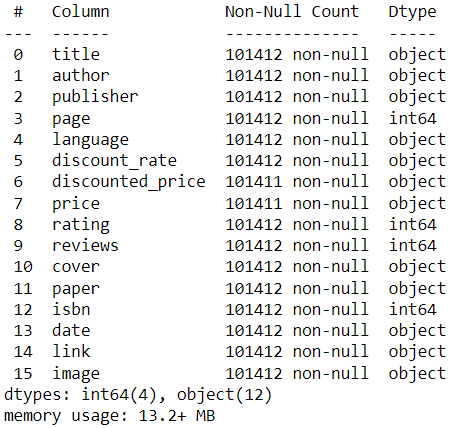 #   Column            Non-Null Count   Dtype
---  ------            --------------   -----
 0   title             101412 non-null  object
 1   author            101412 non-null  object
 2   publisher         101412 non-null  object
 3   page              101412 non-null  int64
 4   language          101412 non-null  object
 5   discount_rate     101412 non-null  object
 6   discounted_price  101411 non-null  object
 7   price             101411 non-null  object
 8   rating            101412 non-null  int64
 9   reviews           101412 non-null  int64
 10  cover             101412 non-null  object
 11  paper             101412 non-null  object
 12  isbn              101412 non-null  int64
 13  date              101412 non-null  object
 14  link              101412 non-null  object
 15  image             101412 non-null  object
dtypes: int64(4), object(12)
memory usage: 13.2+ MB